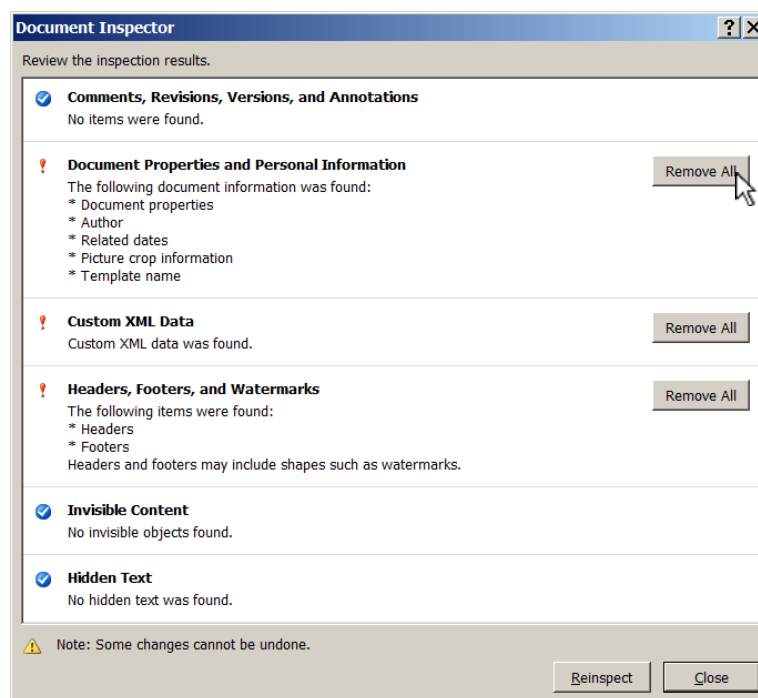 Document Inspector
Review the inspection results.
Comments, Revisions, Versions, and Annotations
No items were found.
Document Properties and Personal Information
Remove All
The following document information was found:
* Document properties
* Author
* Related dates
* Picture crop information
* Template name
Custom XML Data
Remove All
Custom XML data was found.
Headers, Footers, and Watermarks
Remove All
The following items were found:
* Headers
* Footers
Headers and footers may include shapes such as watermarks.
Invisible Content
No invisible objects found.
Hidden Text
No hidden text was found.
Note: Some changes cannot be undone.
Reinspect Close